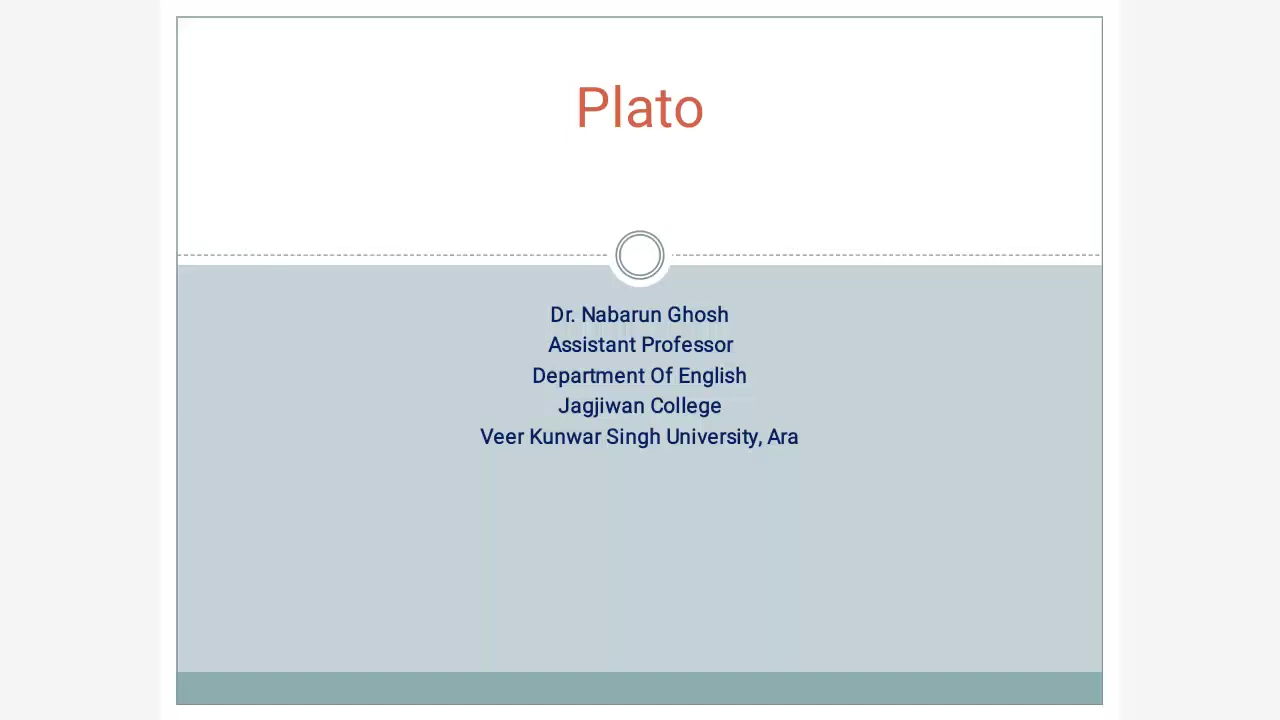 Plato
Dr. Nabarun Ghosh
Assistant Professor
Department Of English
Jagjiwan College
Veer Kunwar Singh University, Ara